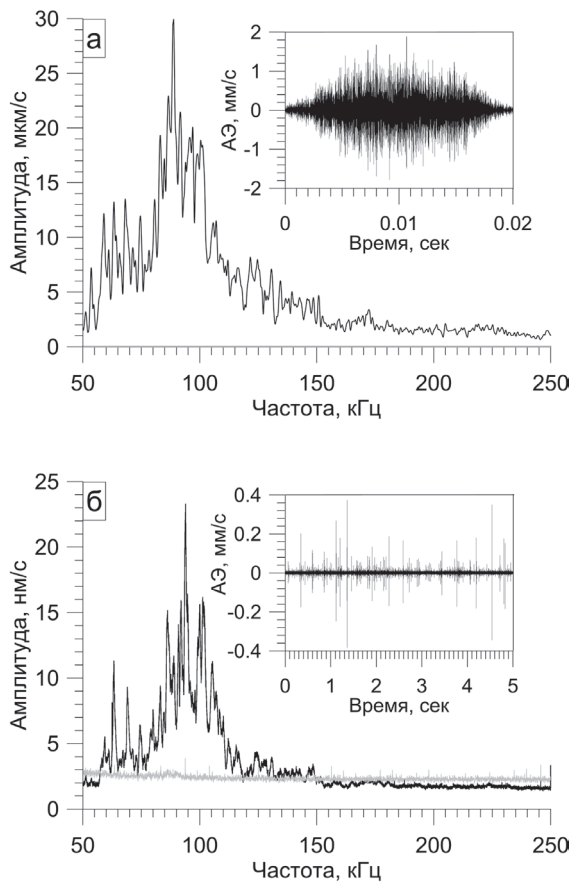 а
Амплитуда, мкм/с
30
25
20
15
10
5
0
50 100 150 200 250
Частота, кГц
АЭ, мм/с
2
1
0
-1
-2
0 0.01 0.02
Время, сек
б
Амплитуда, нм/с
25
20
15
10
5
0
50 100 150 200 250
Частота, кГц
АЭ, мм/с
0.4
0.2
0
-0.2
-0.4
0 1 2 3 4 5
Время, сек